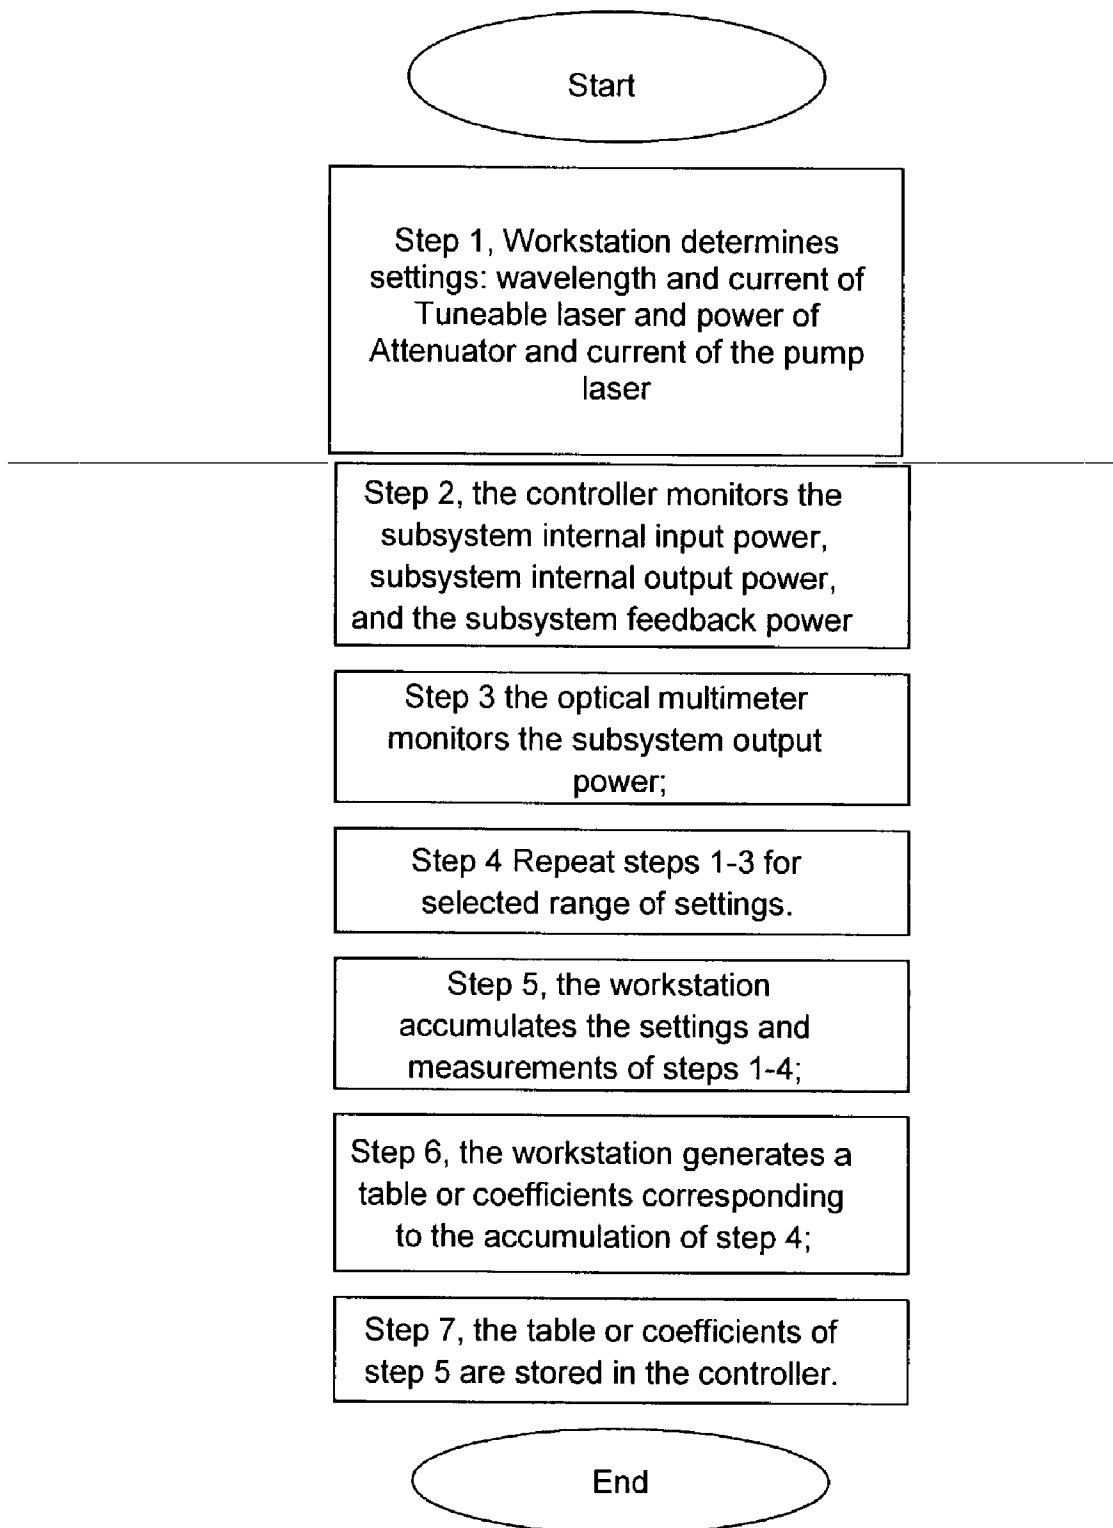 Start
Step 1, Workstation determines
settings: wavelength and current of
Tuneable laser and power of
Attenuator and current of the pump
laser
Step 2, the controller monitors the
subsystem internal input power,
subsystem internal output power,
and the subsystem feedback power
Step 3 the optical multimeter
monitors the subsystem output
power;
Step 4 Repeat steps 1-3 for
selected range of settings.
Step 5, the workstation
accumulates the settings and
measurements of steps 1-4;
Step 6, the workstation generates a
table or coefficients corresponding
to the accumulation of step 4;
Step 7, the table or coefficients of
step 5 are stored in the controller.
End